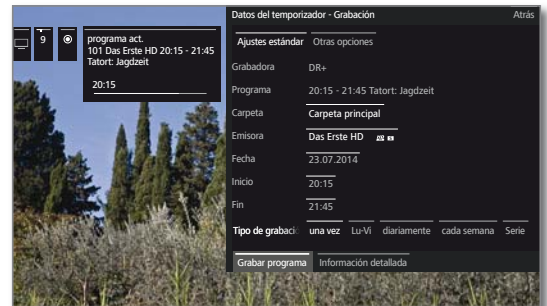 9
programa act.
101 Das Erste HD 20:15 - 21:45
Tatort: Jagdzeit
20:15
Datos del temporizador - Grabación Atrás
Ajustes estándar Otras opciones
Grabadora DR+
Programa 20:15 - 21:45 Tatort: Jagdzeit
Carpeta Carpeta principal
Emisora Das Erste HD
Fecha 23.07.2014
Inicio 20:15
Fin 21:45
Tipo de grabació una vez Lu-Vi diariamente cada semana Serie
Grabar programa Información detallada